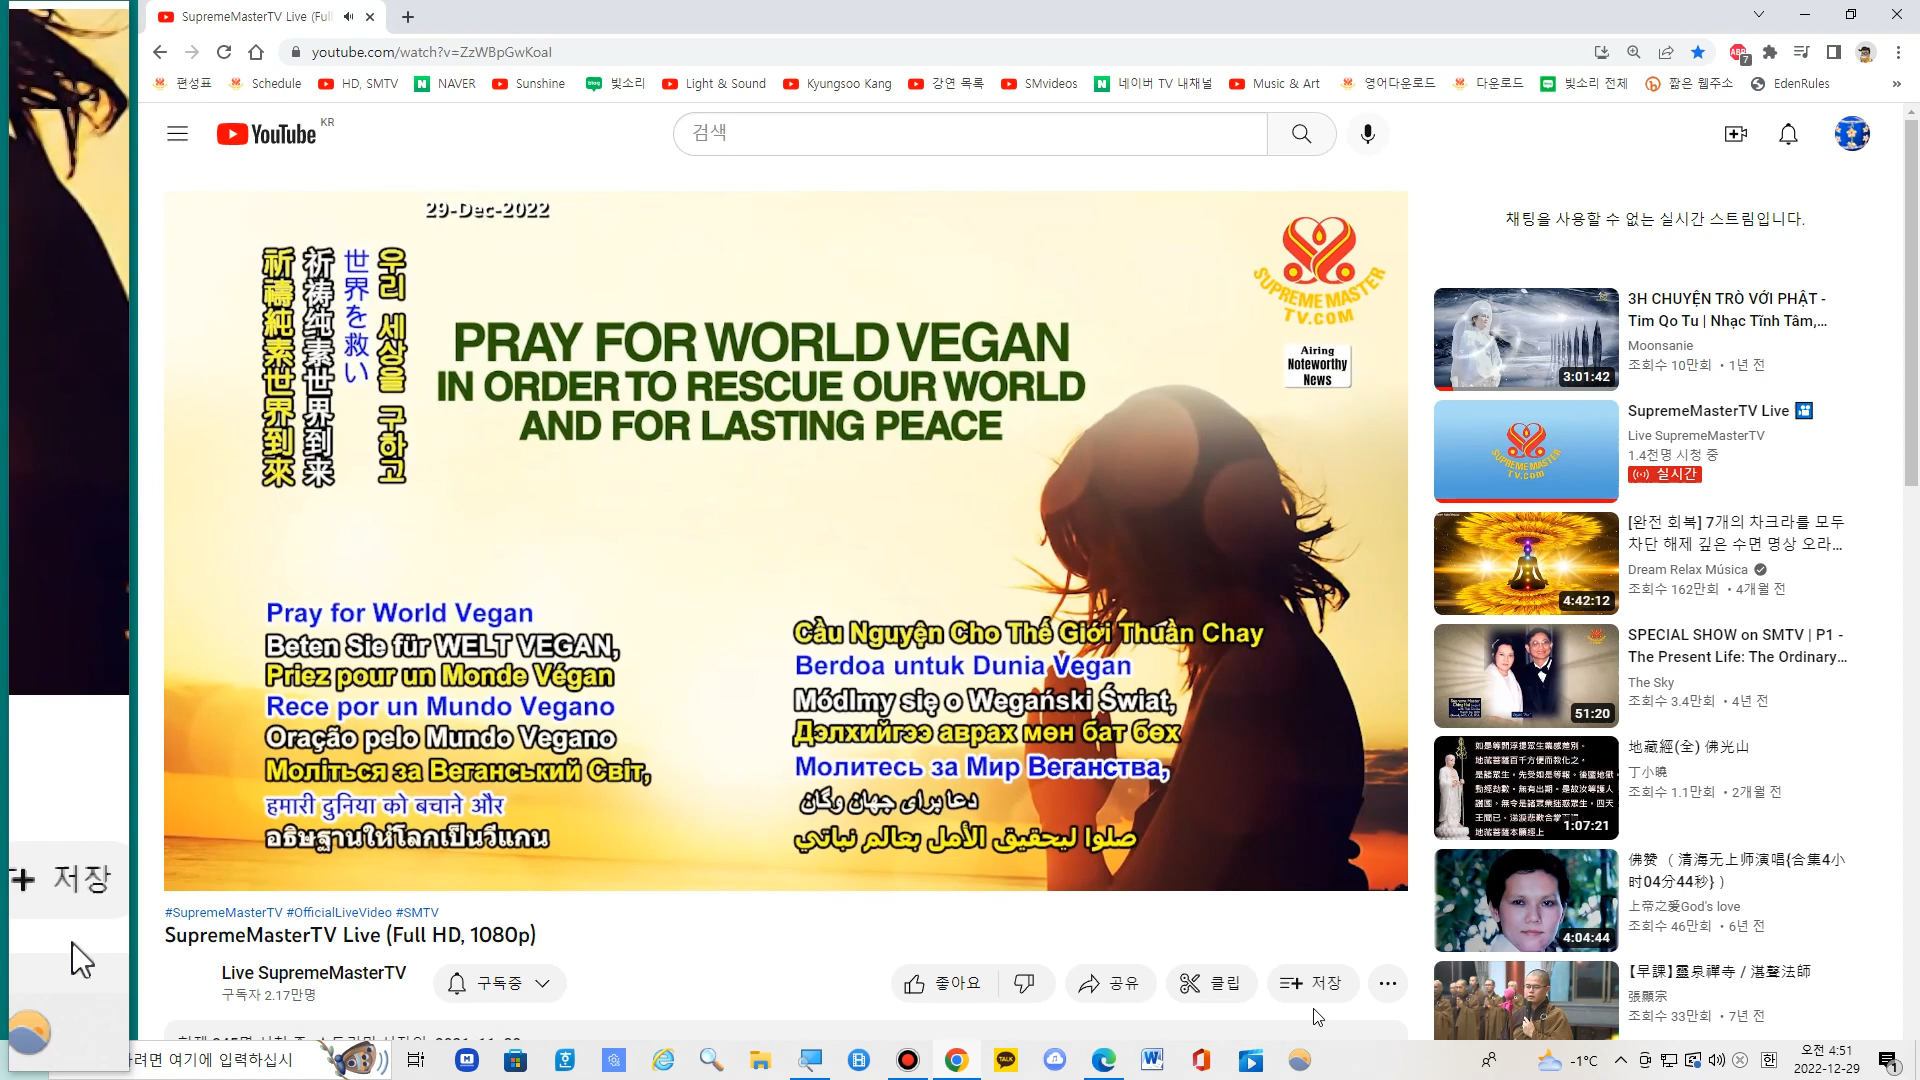 SupremeMasterTV Live (Full
youtube.com/watch?v=ZzWBpGwKoaI
편성표 Schedule HD, SMTV NAVER Sunshine 빛소리 Light & Sound Kyungsoo Kang 강연 목록 SMvideos 네이버 TV 내채널 Music & Art 영어다운로드 다운로드 빛소리 전체 짧은 웹주소 EdenRules »
YouTube KR
검색
29-Dec-2022
우리 세상을 구하고
世界を救い
祈祷纯素世界到来
祈禱純素世界到來
PRAY FOR WORLD VEGAN
IN ORDER TO RESCUE OUR WORLD
AND FOR LASTING PEACE
SUPREME MASTER
TV.COM
Airing
Noteworthy
News
Pray for World Vegan
Beten Sie für WELT VEGAN,
Priez pour un Monde Végan
Rece por un Mundo Vegano
Oração pelo Mundo Vegano
Моліться за Веганський Світ,
हमारी दुनिया को बचाने और
อธิษฐานให้โลกเป็นวีแกน
Cầu Nguyện Cho Thế Giới Thuần Chay
Berdoa untuk Dunia Vegan
Módlmy się o Wegański Świat,
Дэлхийгээ аврах мөн бат бөх
Молитесь за Мир Веганства,
دعا برای جهان وگان
صلوا ليحقيق الأمل بعالم نباتي
#SupremeMasterTV #OfficialLiveVideo #SMTV
SupremeMasterTV Live (Full HD, 1080p)
Live SupremeMasterTV
구독자 2.17만명
구독중
좋아요
공유
클립
저장
채팅을 사용할 수 없는 실시간 스트림입니다.
3:01:42
3H CHUYỆN TRÒ VỚI PHẬT -
Tim Qo Tu | Nhạc Tĩnh Tâm,...
Moonsanie
조회수 10만회 • 1년 전
SUPREME MASTER
TV.com
SupremeMasterTV Live
Live SupremeMasterTV
1.4천명 시청 중
실시간
4:42:12
[완전 회복] 7개의 차크라를 모두
차단 해제 깊은 수면 명상 오라...
Dream Relax Música
조회수 162만회 • 4개월 전
51:20
SPECIAL SHOW on SMTV | P1 -
The Present Life: The Ordinary...
The Sky
조회수 3.4만회 • 4년 전
1:07:21
地藏經(全) 佛光山
丁小曉
조회수 1.1만회 • 2개월 전
4:04:44
佛赞 （清海无上师演唱{合集4小
时04分44秒}）
上帝之爱God's love
조회수 46만회 • 6년 전
【早課】靈泉禪寺 / 湛聲法師
張顯宗
조회수 33만회 • 7년 전
저장
하려면 여기에 입력하십시
TALK
-1°C
한
오전 4:51
2022-12-29
1